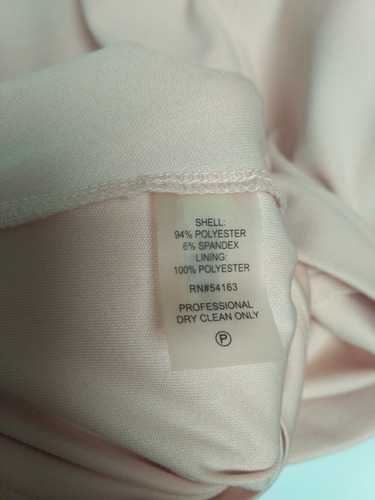 SHELL:
94% POLYESTER
6% SPANDEX
LINING:
100% POLYESTER
RN#54163
PROFESSIONAL
DRY CLEAN ONLY
P